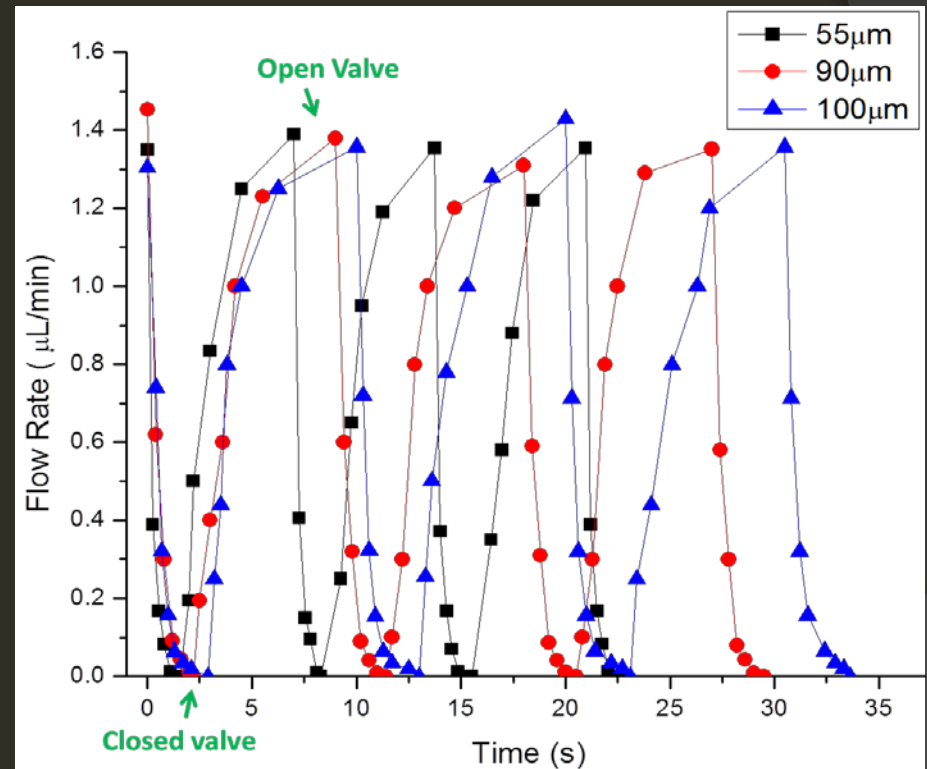 55μm
90μm
100μm
Open Valve
1.6
1.4
1.2
1.0
0.8
0.6
0.4
0.2
0.0
Flow Rate ( μL/min)
0 5 10 15 20 25 30 35
Closed valve
Time (s)